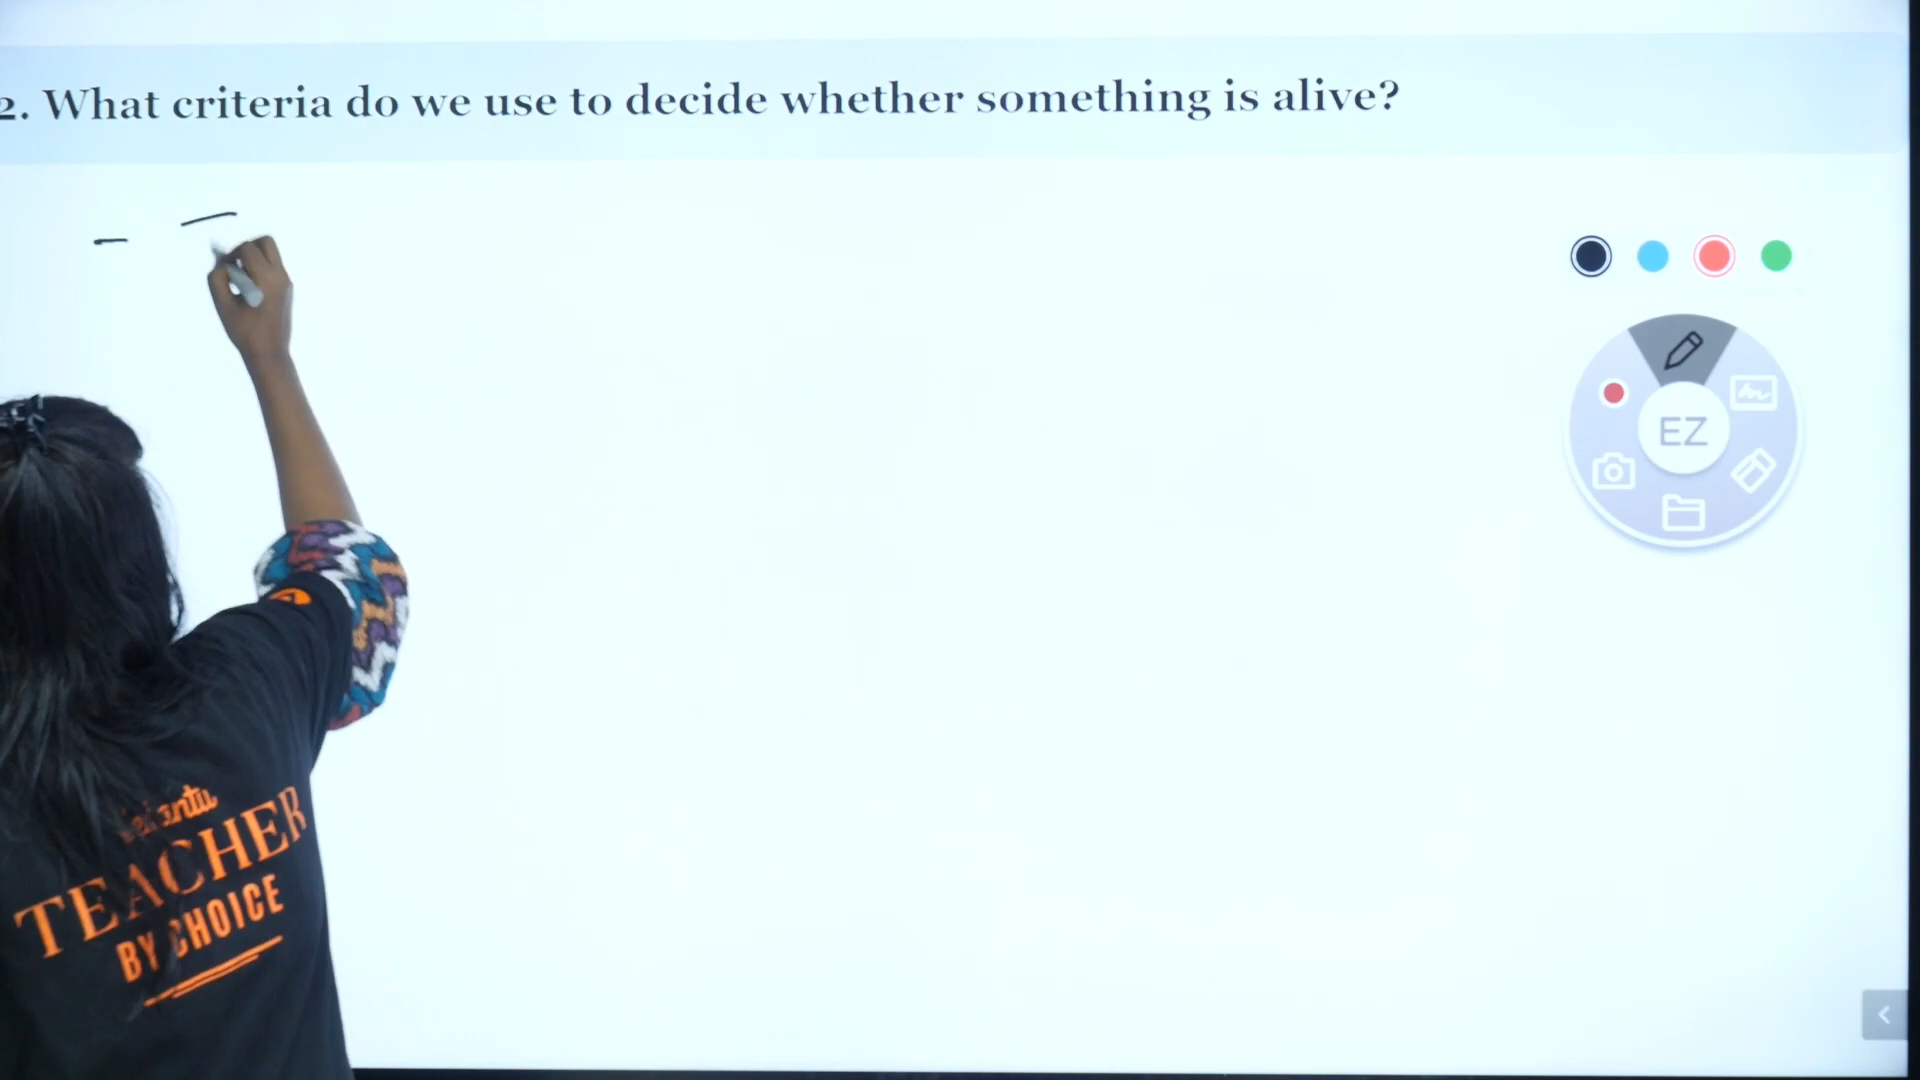 2. What criteria do we use to decide whether something is alive?
EZ
TEACHER
BY CHOICE